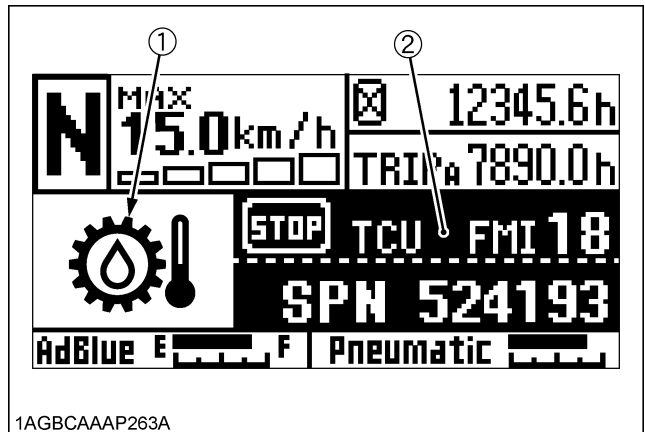 ① ②
N MAX 15.0km/h
12345.6h
TRIPA 7890.0h
STOP TCU FMI 18
SPN 524193
AdBlue E F Pneumatic
1AGBCAAAP263A